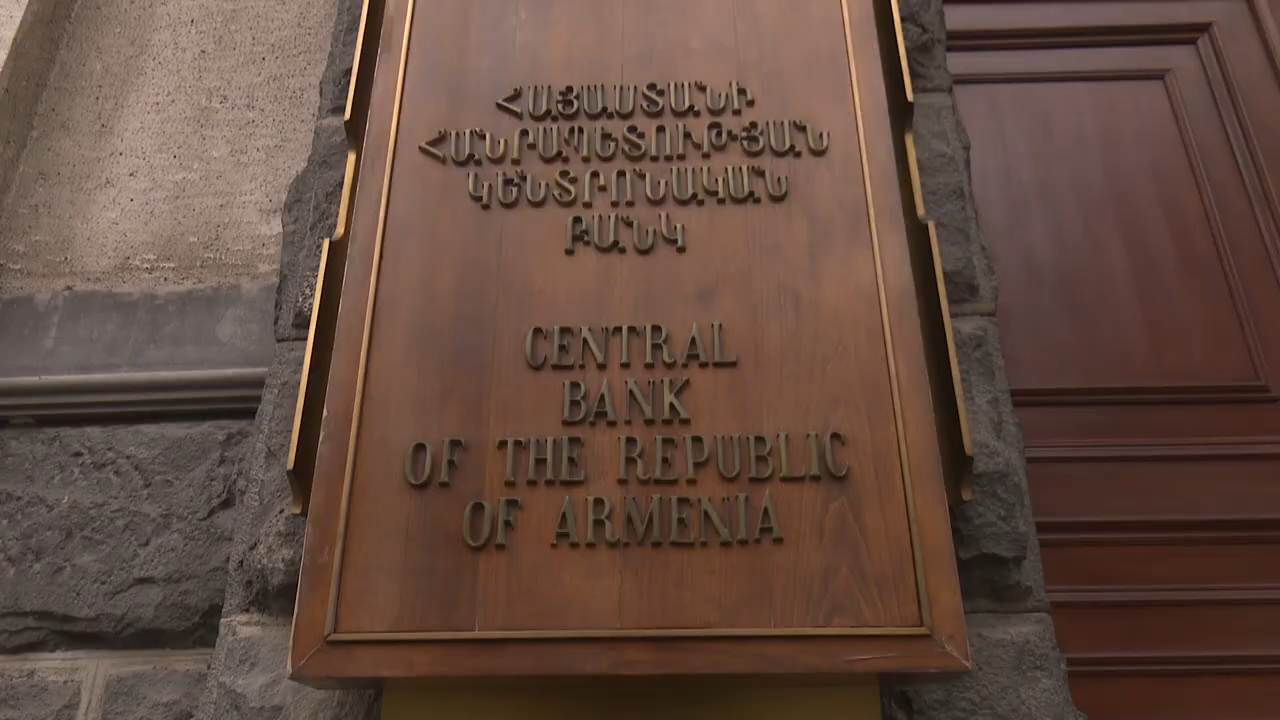 ՀԱՅԱՍՏԱՆԻ
ՀԱՆՐԱՊԵՏՈՒԹՅԱՆ
ԿԵՆՏՐՈՆԱԿԱՆ
ԲԱՆԿ
CENTRAL
BANK
OF THE REPUBLIC
OF ARMENIA